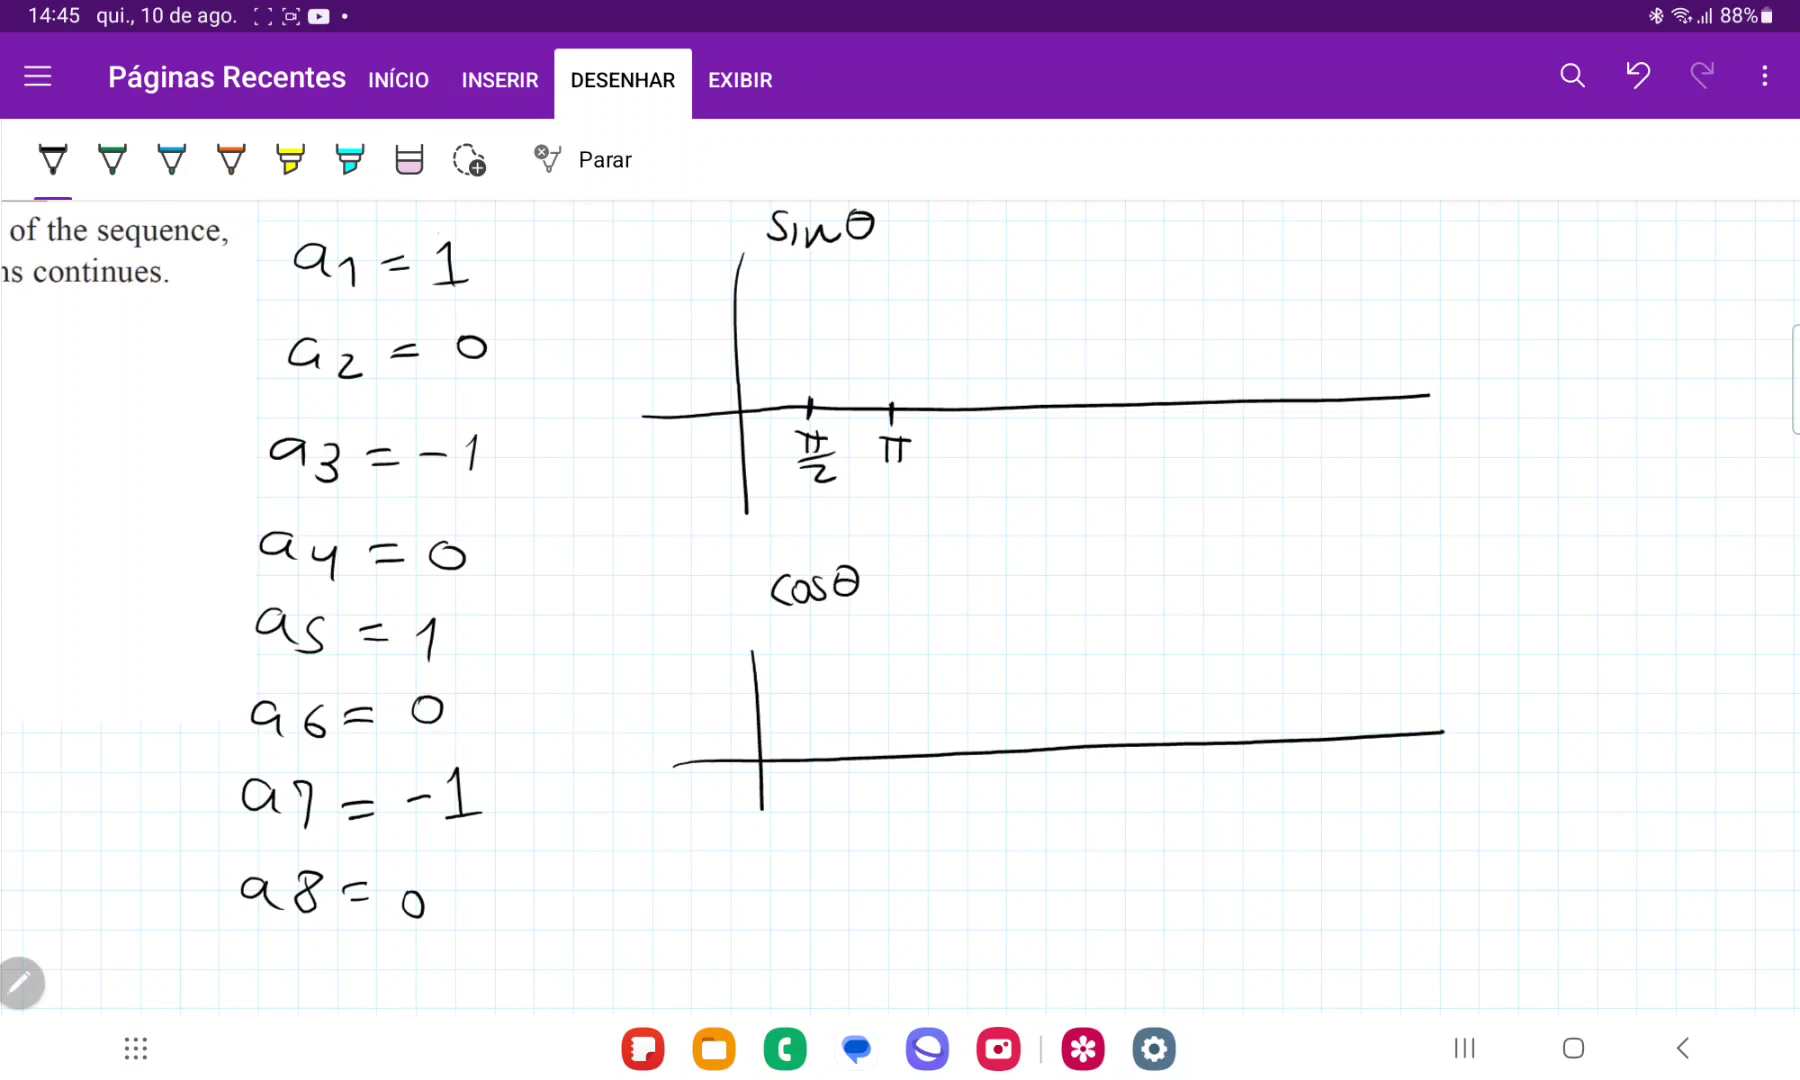 14:45 qui., 10 de ago. 88%
Páginas Recentes INÍCIO INSERIR DESENHAR EXIBIR
Parar
of the sequence,
ns continues.
a1 = 1
a2 = 0
a3 = -1
a4 = 0
a5 = 1
a6 = 0
a7 = -1
a8 = 0
sinθ
π/2 π
cosθ